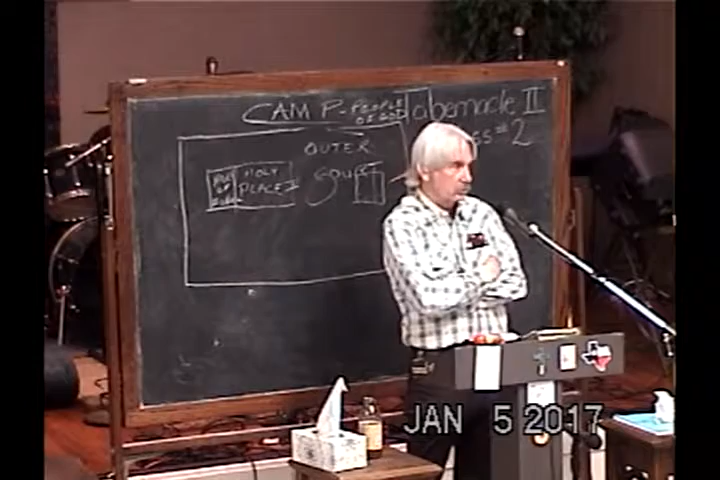 CAMP-PEOPLE OF GOD
Tabernacle II
ss #2
OUTER
COURT
HOLY
PLACE
JAN 5 2017